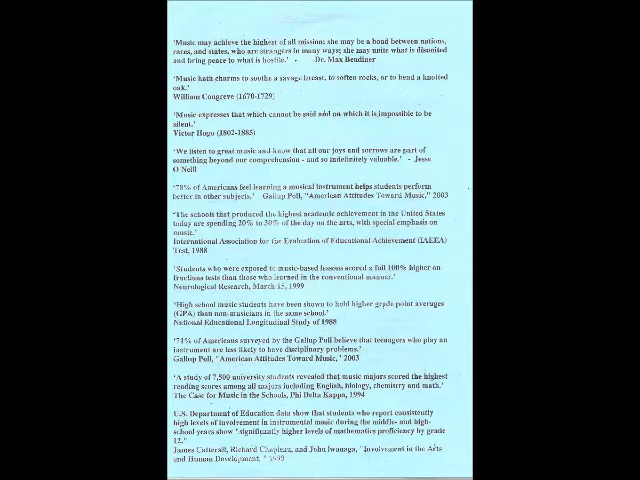 'Music may achieve the highest of all mission: she may be a bond between nations,
races, and states, who are strangers in many ways; she may unite what is disunited
and bring peace to what is hostile.' - Dr. Max Bendiner
'Music hath charms to soothe a savage breast, to soften rocks, or to bend a knotted
oak.'
William Congreve (1670-1729)
'Music expresses that which cannot be said and on which it is impossible to be
silent.'
Victor Hugo (1802-1885)
'We listen to great music and know that all our joys and sorrows are part of
something beyond our comprehension - and so indefinitely valuable.' - Jesse
O'Neill
'78% of Americans feel learning a musical instrument helps students perform
better in other subjects.' Gallup Poll, "American Attitudes Toward Music," 2003
'The schools that produced the highest academic achievement in the United States
today are spending 20% to 30% of the day on the arts, with special emphasis on
music.'
International Association for the Evaluation of Educational Achievement (IAEEA)
Test, 1988
'Students who were exposed to music-based lessons scored a full 100% higher on
fractions tests than those who learned in the conventional manner.'
Neurological Research, March 15, 1999
'High school music students have been shown to hold higher grade point averages
(GPA) than non-musicians in the same school.'
National Educational Longitudinal Study of 1988
'71% of Americans surveyed by the Gallup Poll believe that teenagers who play an
instrument are less likely to have disciplinary problems.'
Gallup Poll, "American Attitudes Toward Music," 2003
'A study of 7,500 university students revealed that music majors scored the highest
reading scores among all majors including English, biology, chemistry and math.'
The Case for Music in the Schools, Phi Delta Kappa, 1994
U.S. Department of Education data show that students who report consistently
high levels of involvement in instrumental music during the middle- and high-
school years show "significantly higher levels of mathematics proficiency by grade
12."
James Catterall, Richard Chapleau, and John Iwanaga, "Involvement in the Arts
and Human Development," 1999